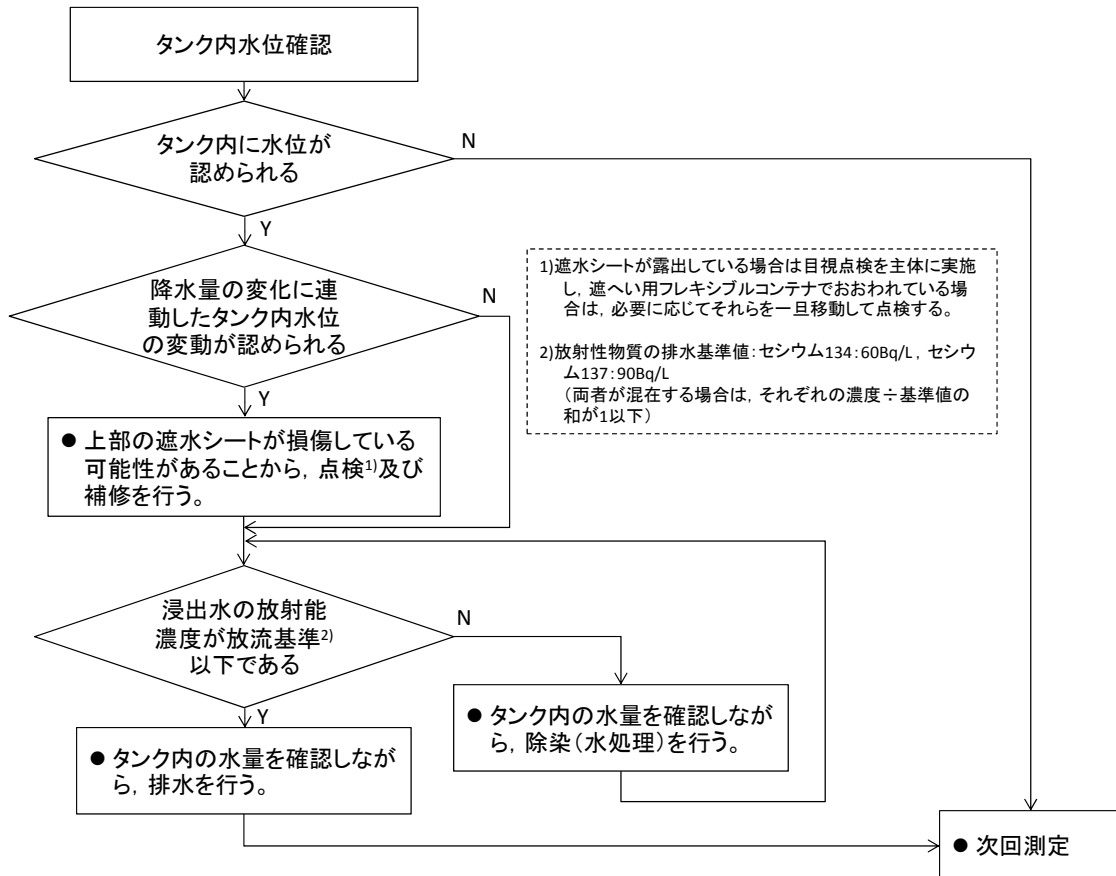 タンク内水位確認
タンク内に水位が
認められる
N
Y
降水量の変化に連
動したタンク内水位
の変動が認められる
N
Y
1)遮水シートが露出している場合は目視点検を主体に実施
し，遮へい用フレキシブルコンテナでおおわれている場
合は，必要に応じてそれらを一旦移動して点検する。
2)放射性物質の排水基準値：セシウム134：60Bq/L，セシウ
ム137：90Bq/L
（両者が混在する場合は，それぞれの濃度÷基準値の
和が1以下）
● 上部の遮水シートが損傷している
可能性があることから，点検1)及び
補修を行う。
浸出水の放射能
濃度が放流基準2)
以下である
N
Y
● タンク内の水量を確認しなが
ら，除染（水処理）を行う。
● タンク内の水量を確認しなが
ら，排水を行う。
● 次回測定